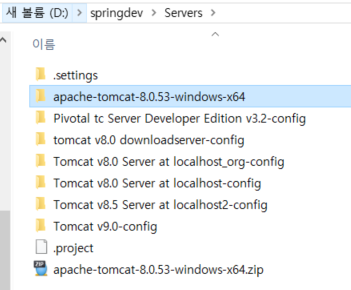 새 볼륨 (D:) > springdev > Servers >
이름
.settings
apache-tomcat-8.0.53-windows-x64
Pivotal tc Server Developer Edition v3.2-config
tomcat v8.0 downloadserver-config
Tomcat v8.0 Server at localhost_org-config
Tomcat v8.0 Server at localhost-config
Tomcat v8.5 Server at localhost2-config
Tomcat v9.0-config
.project
apache-tomcat-8.0.53-windows-x64.zip